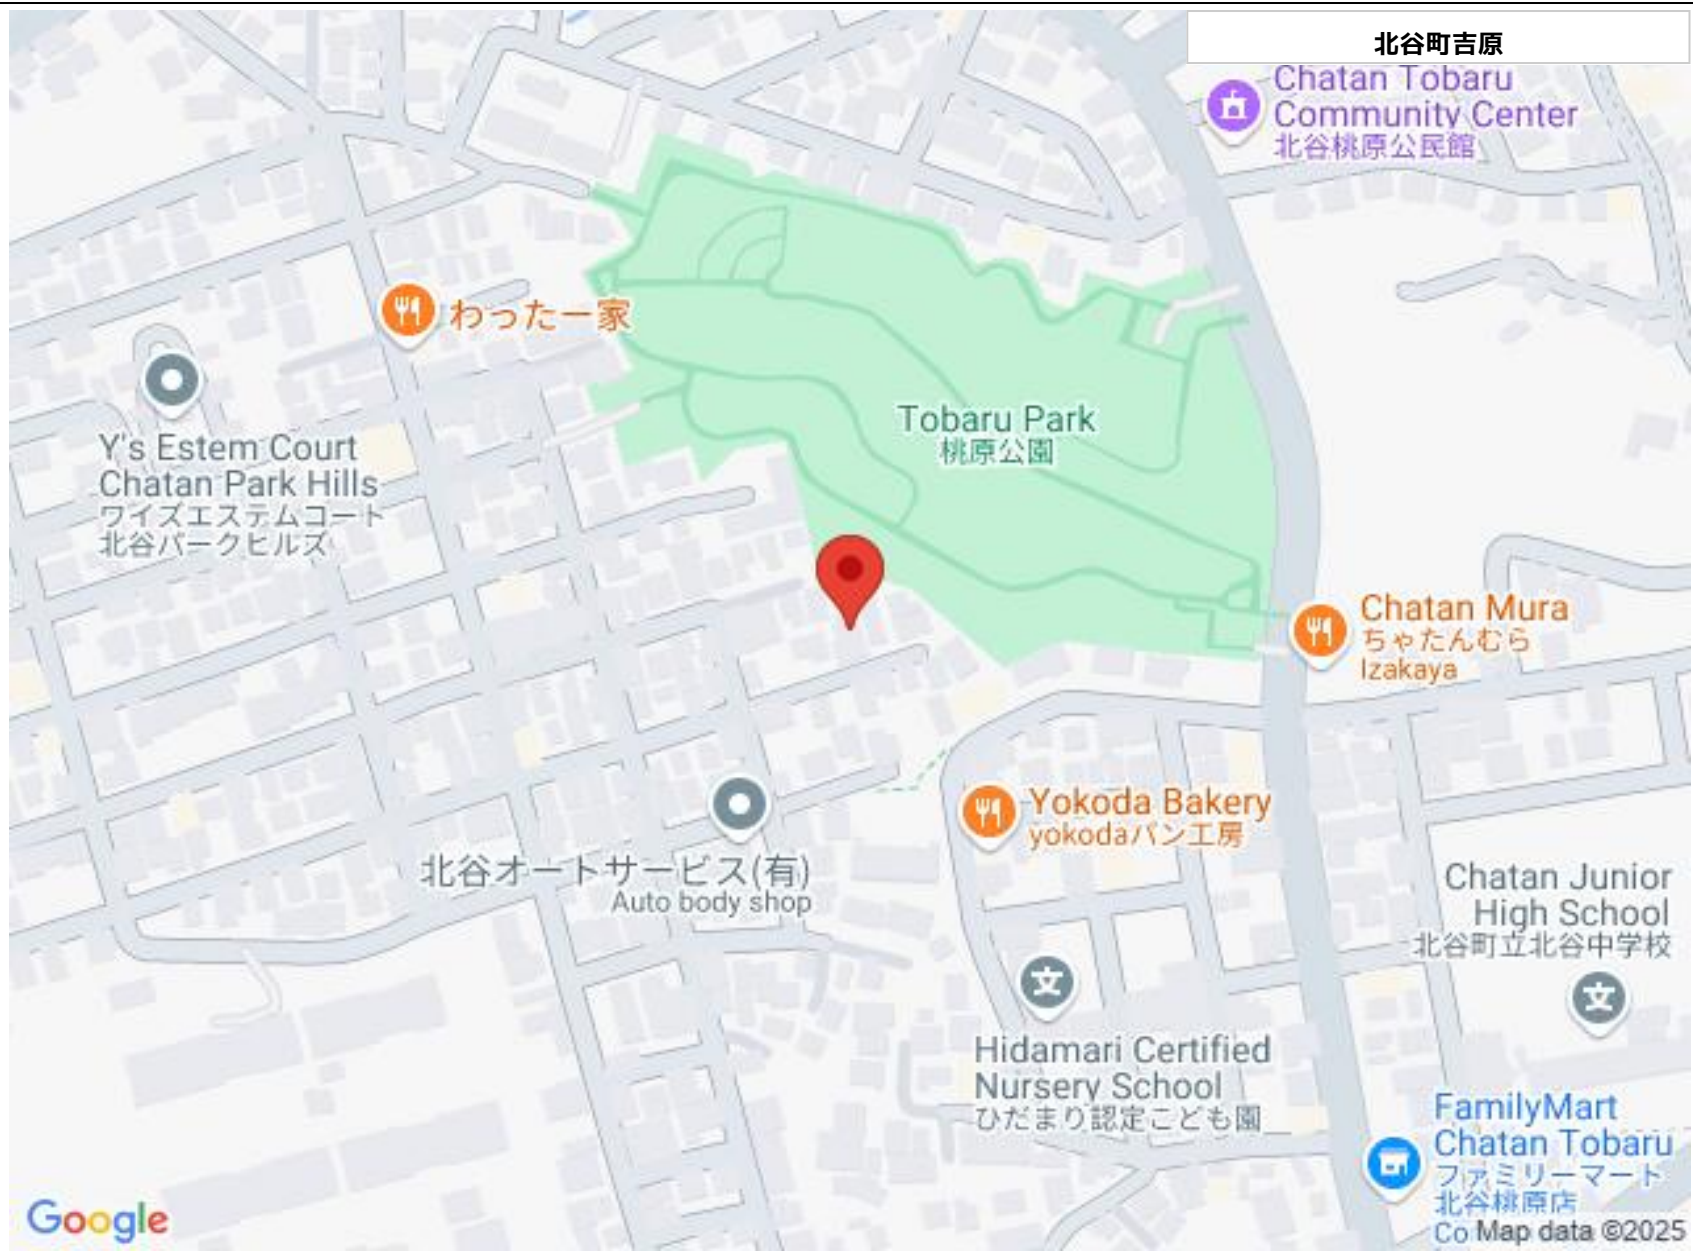 北谷町吉原
Chatan Tobaru
Community Center
北谷桃原公民館
わったー家
Tobaru Park
桃原公園
Y's Estem Court
Chatan Park Hills
ワイズエステムコート
北谷パークヒルズ
Chatan Mura
ちゃたんむら
Izakaya
Yokoda Bakery
yokodaパン工房
北谷オートサービス(有)
Auto body shop
Chatan Junior
High School
北谷町立北谷中学校
Hidamari Certified
Nursery School
ひだまり認定こども園
FamilyMart
Chatan Tobaru
ファミリーマート
北谷桃原店
Co
Google
Map data ©2025